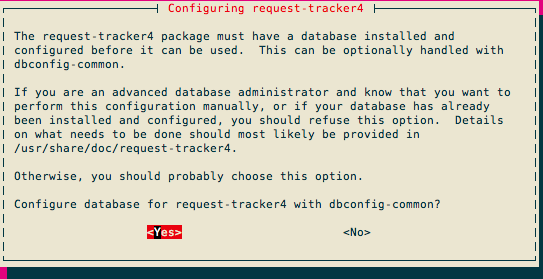 Configuring request-tracker4
The request-tracker4 package must have a database installed and
configured before it can be used.  This can be optionally handled with
dbconfig-common.
If you are an advanced database administrator and know that you want to
perform this configuration manually, or if your database has already
been installed and configured, you should refuse this option.  Details
on what needs to be done should most likely be provided in
/usr/share/doc/request-tracker4.
Otherwise, you should probably choose this option.
Configure database for request-tracker4 with dbconfig-common?
<Yes> <No>